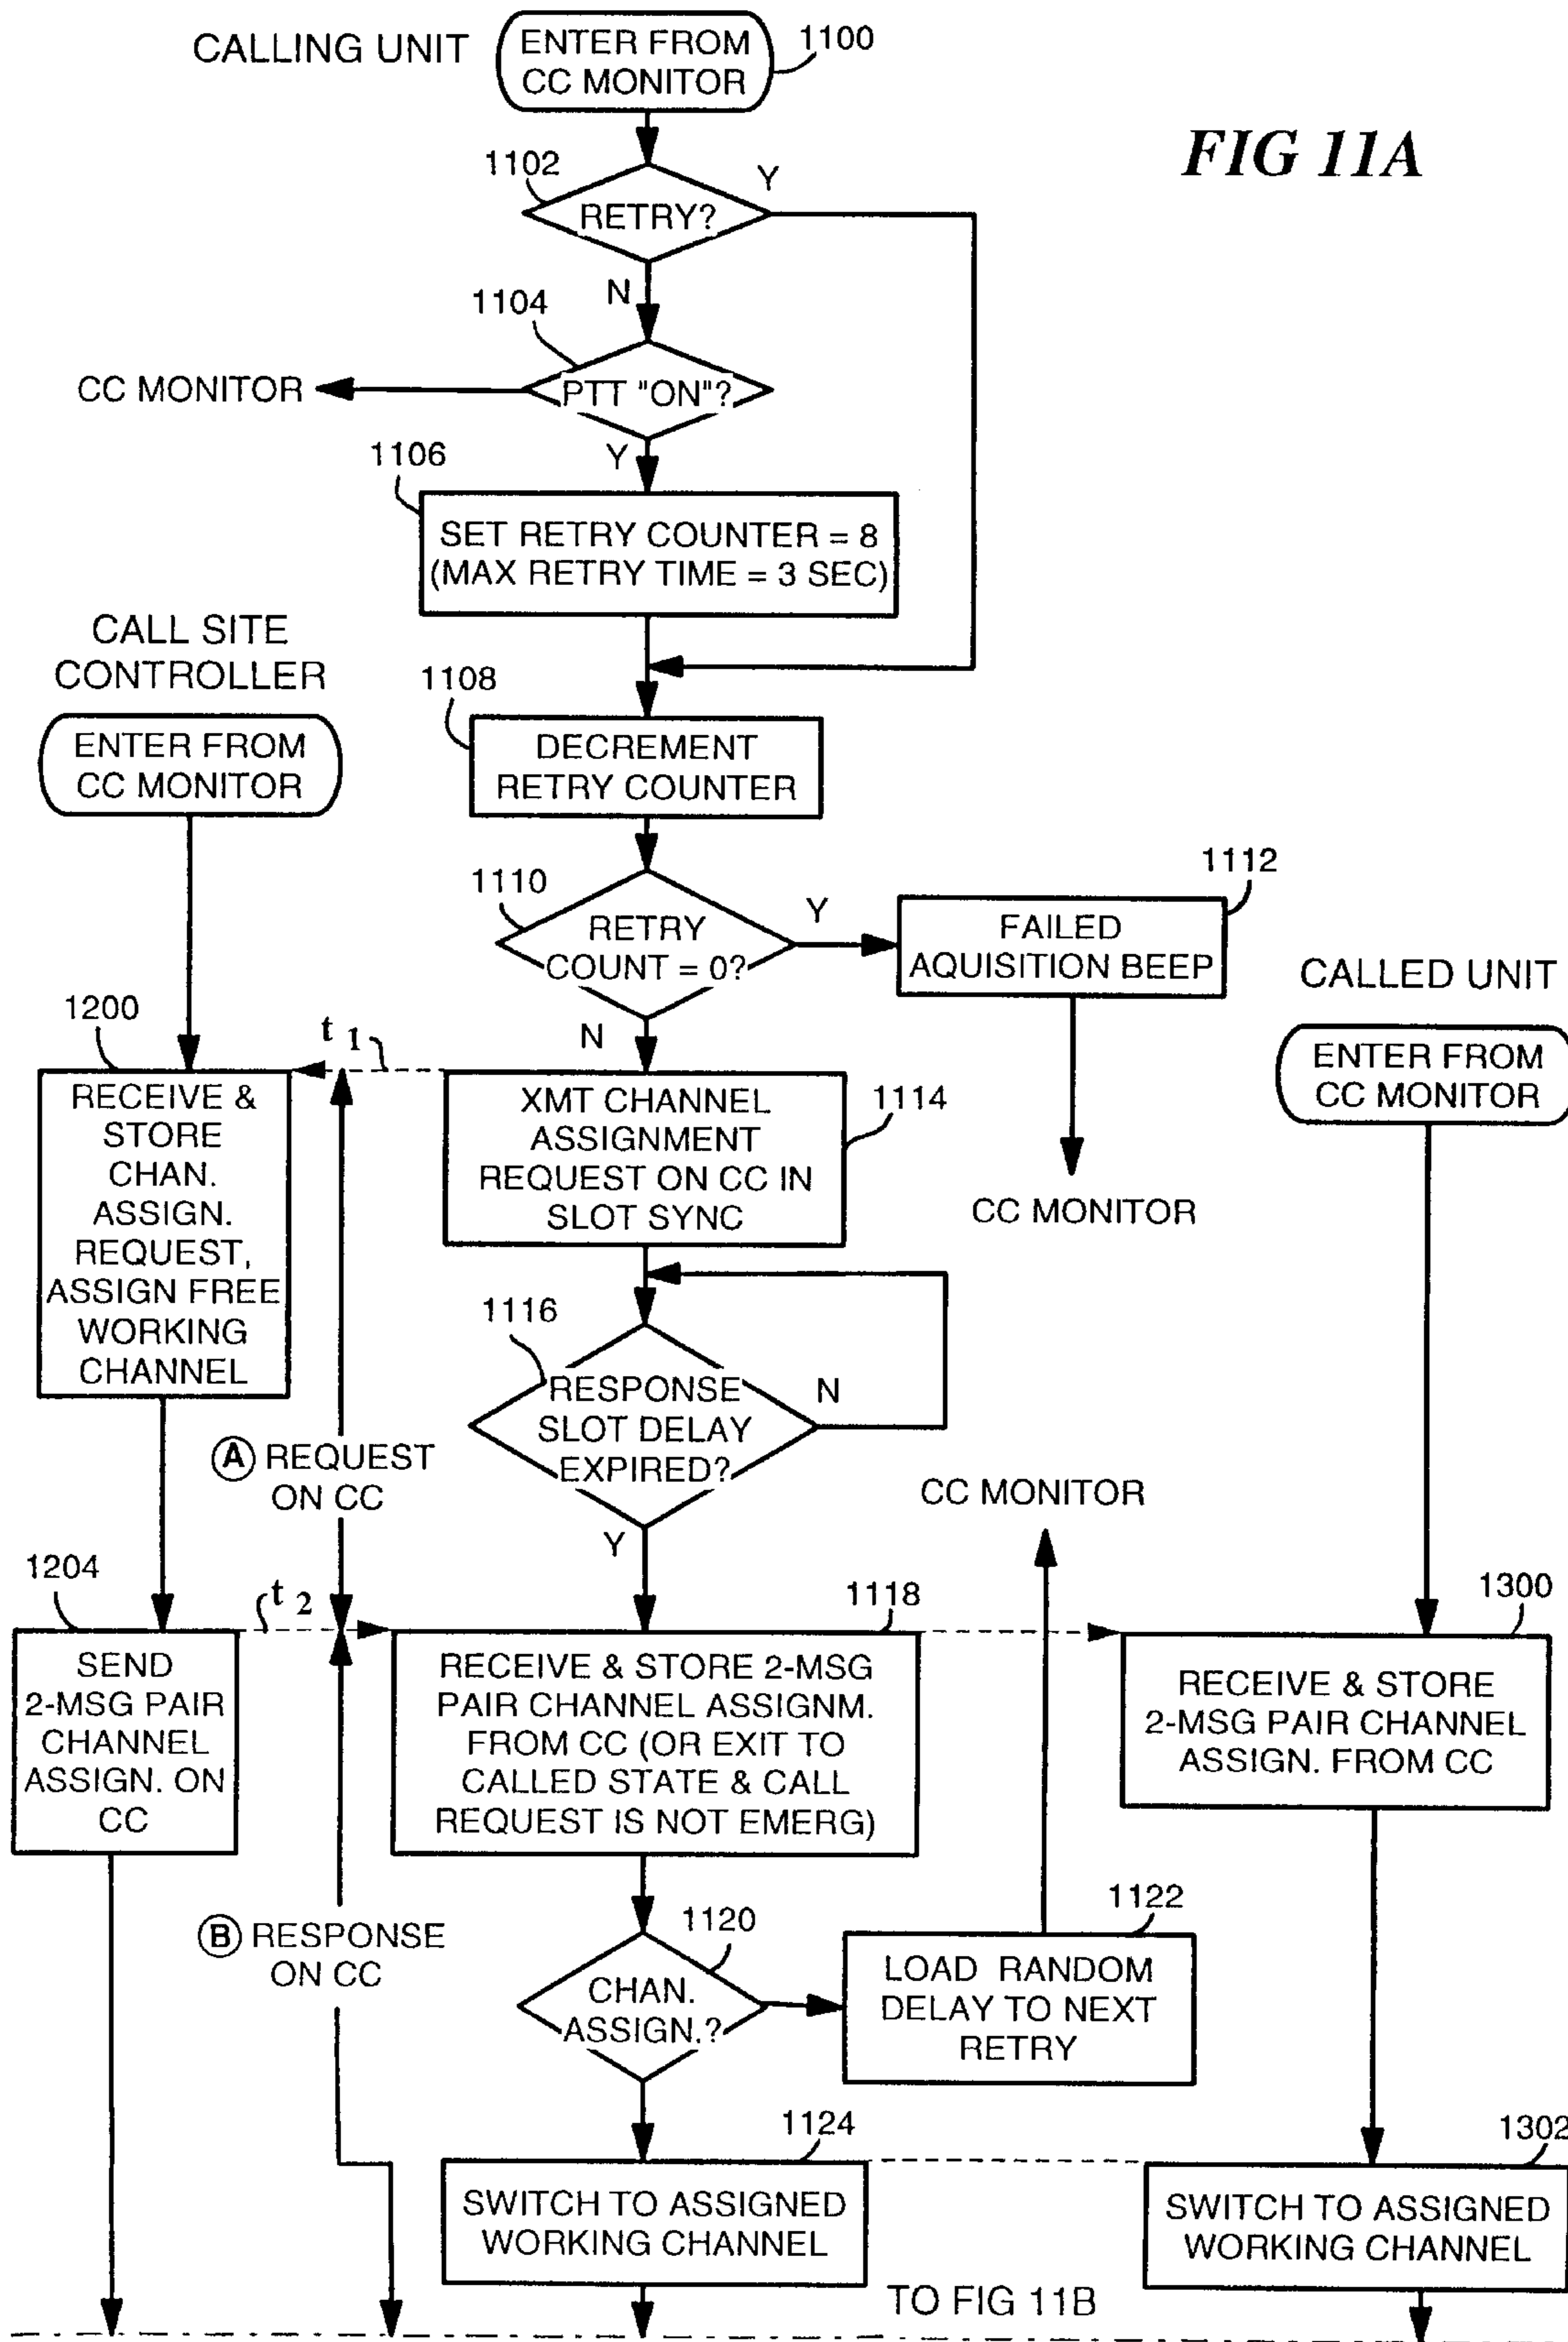 CALLING UNIT
ENTER FROM
CC MONITOR
1100
FIG 11A
1102
RETRY?
Y
N
1104
PTT "ON"?
CC MONITOR
Y
1106
SET RETRY COUNTER = 8
(MAX RETRY TIME = 3 SEC)
CALL SITE
CONTROLLER
ENTER FROM
CC MONITOR
1108
DECREMENT
RETRY COUNTER
1110
RETRY
COUNT = 0?
Y
N
1112
FAILED
AQUISITION BEEP
CC MONITOR
CALLED UNIT
ENTER FROM
CC MONITOR
1200
t 1
RECEIVE &
STORE
CHAN.
ASSIGN.
REQUEST,
ASSIGN FREE
WORKING
CHANNEL
XMT CHANNEL
ASSIGNMENT
REQUEST ON CC IN
SLOT SYNC
1114
1116
RESPONSE
SLOT DELAY
EXPIRED?
N
Y
A REQUEST
ON CC
CC MONITOR
1204
t 2
SEND
2-MSG PAIR
CHANNEL
ASSIGN. ON
CC
1118
RECEIVE & STORE 2-MSG
PAIR CHANNEL ASSIGNM.
FROM CC (OR EXIT TO
CALLED STATE & CALL
REQUEST IS NOT EMERG)
1300
RECEIVE & STORE
2-MSG PAIR CHANNEL
ASSIGN. FROM CC
B RESPONSE
ON CC
1120
CHAN.
ASSIGN.?
1122
LOAD RANDOM
DELAY TO NEXT
RETRY
1124
SWITCH TO ASSIGNED
WORKING CHANNEL
1302
SWITCH TO ASSIGNED
WORKING CHANNEL
TO FIG 11B